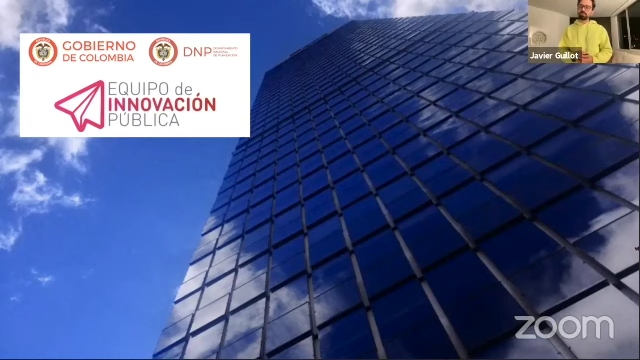 GOBIERNO
DE COLOMBIA
DNP
EQUIPO de
INNOVACIÓN
PÚBLICA
Javier Guillot
zoom